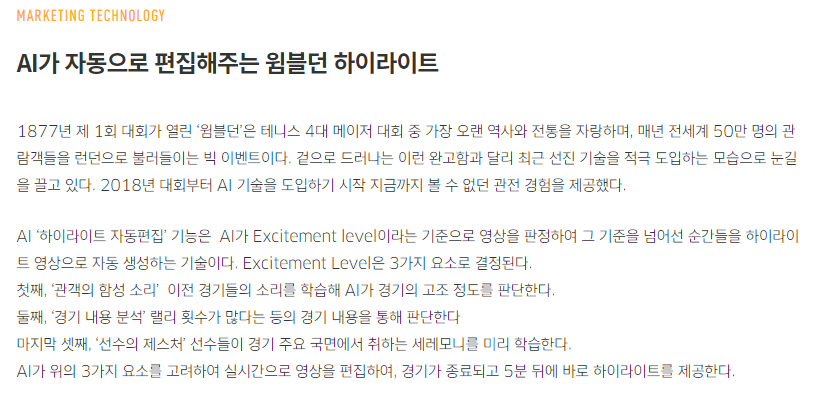 MARKETING TECHNOLOGY
AI가 자동으로 편집해주는 윔블던 하이라이트
1877년 제 1회 대회가 열린 ‘윔블던’은 테니스 4대 메이저 대회 중 가장 오랜 역사와 전통을 자랑하며, 매년 전세계 50만 명의 관
람객들을 런던으로 불러들이는 빅 이벤트이다. 겉으로 드러나는 이런 완고함과 달리 최근 선진 기술을 적극 도입하는 모습으로 눈길
을 끌고 있다. 2018년 대회부터 AI 기술을 도입하기 시작 지금까지 볼 수 없던 관전 경험을 제공했다.
AI ‘하이라이트 자동편집’ 기능은 AI가 Excitement level이라는 기준으로 영상을 판정하여 그 기준을 넘어선 순간들을 하이라이
트 영상으로 자동 생성하는 기술이다. Excitement Level은 3가지 요소로 결정된다.
첫째, ‘관객의 함성 소리’ 이전 경기들의 소리를 학습해 AI가 경기의 고조 정도를 판단한다.
둘째, ‘경기 내용 분석’ 랠리 횟수가 많다는 등의 경기 내용을 통해 판단한다
마지막 셋째, ‘선수의 제스처’ 선수들이 경기 주요 국면에서 취하는 세레모니를 미리 학습한다.
AI가 위의 3가지 요소를 고려하여 실시간으로 영상을 편집하여, 경기가 종료되고 5분 뒤에 바로 하이라이트를 제공한다.